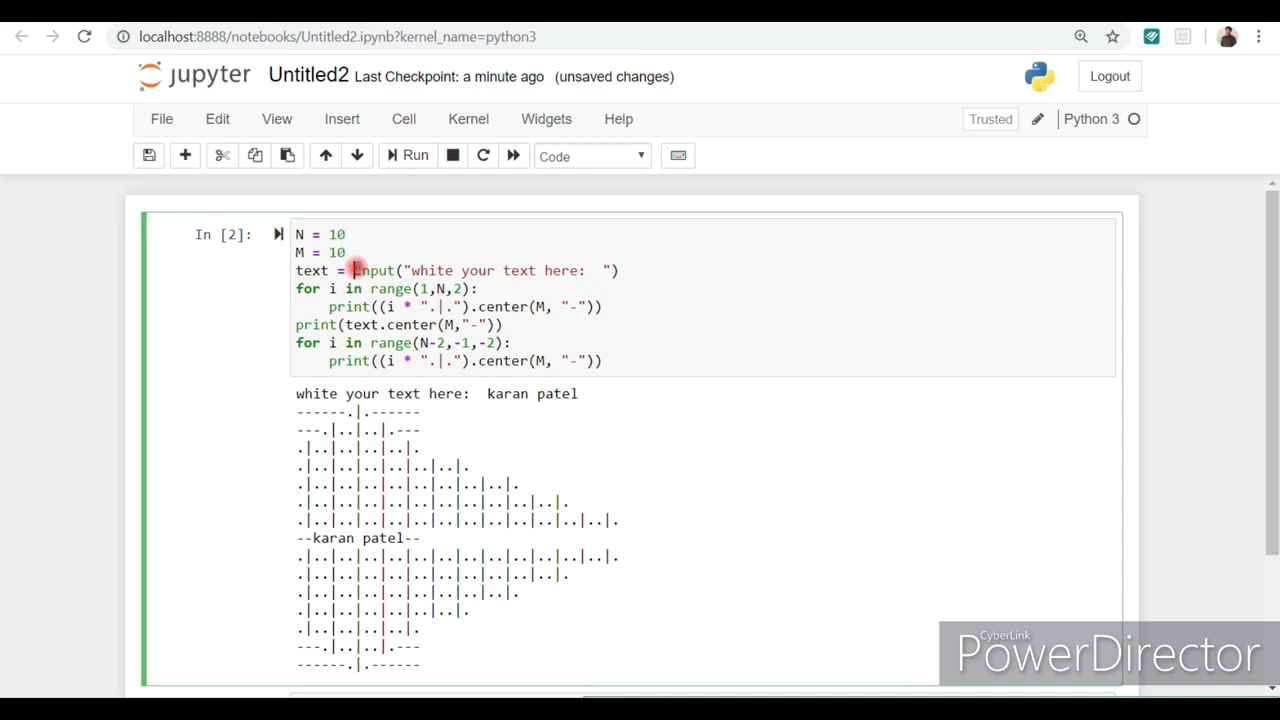 localhost:8888/notebooks/Untitled2.ipynb?kernel_name=python3
jupyter Untitled2 Last Checkpoint: a minute ago (unsaved changes)
Logout
File Edit View Insert Cell Kernel Widgets Help
Trusted Python 3
Run Code
In [2]:
N = 10
M = 10
text = input("white your text here:  ")
for i in range(1,N,2):
    print((i * ".|.").center(M, "-"))
print(text.center(M,"-"))
for i in range(N-2,-1,-2):
    print((i * ".|.").center(M, "-"))
white your text here:  karan patel
------.|.------
---.|..|..|.---
.|..|..|..|..|.
.|..|..|..|..|..|..|.
.|..|..|..|..|..|..|..|..|.
.|..|..|..|..|..|..|..|..|..|..|.
.|..|..|..|..|..|..|..|..|..|..|..|..|.
--karan patel--
.|..|..|..|..|..|..|..|..|..|..|..|..|.
.|..|..|..|..|..|..|..|..|..|..|.
.|..|..|..|..|..|..|..|..|.
.|..|..|..|..|..|..|.
.|..|..|..|..|.
---.|..|..|.---
------.|.------
CyberLink
PowerDirector